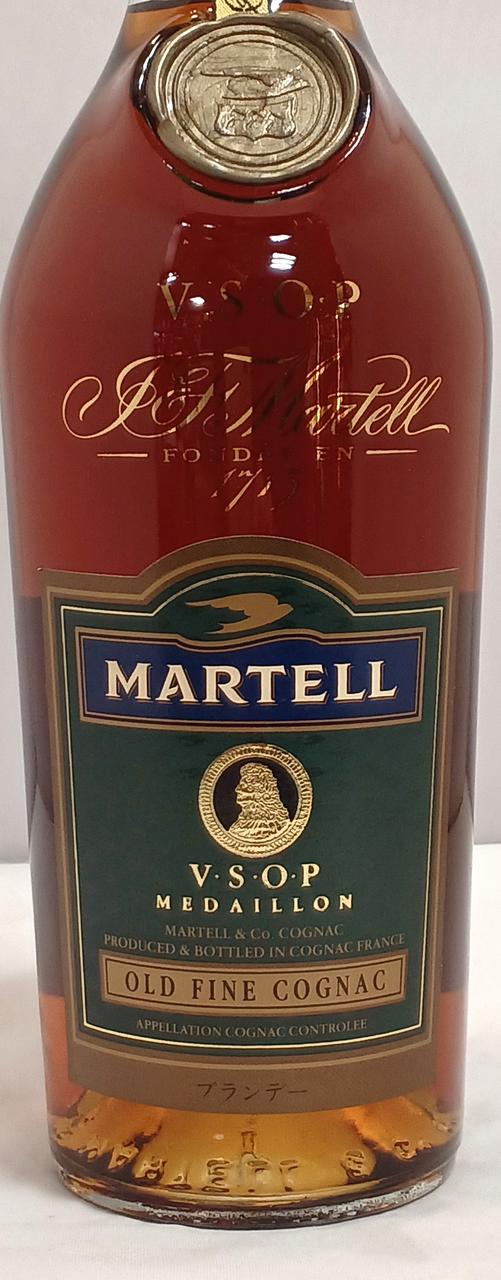 V·S·O·P
J&F Martell
FONDÉE EN
1715
MARTELL
V·S·O·P
MEDAILLON
MARTELL & Co. COGNAC
PRODUCED & BOTTLED IN COGNAC FRANCE
OLD FINE COGNAC
APPELLATION COGNAC CONTROLEE
ブランデー